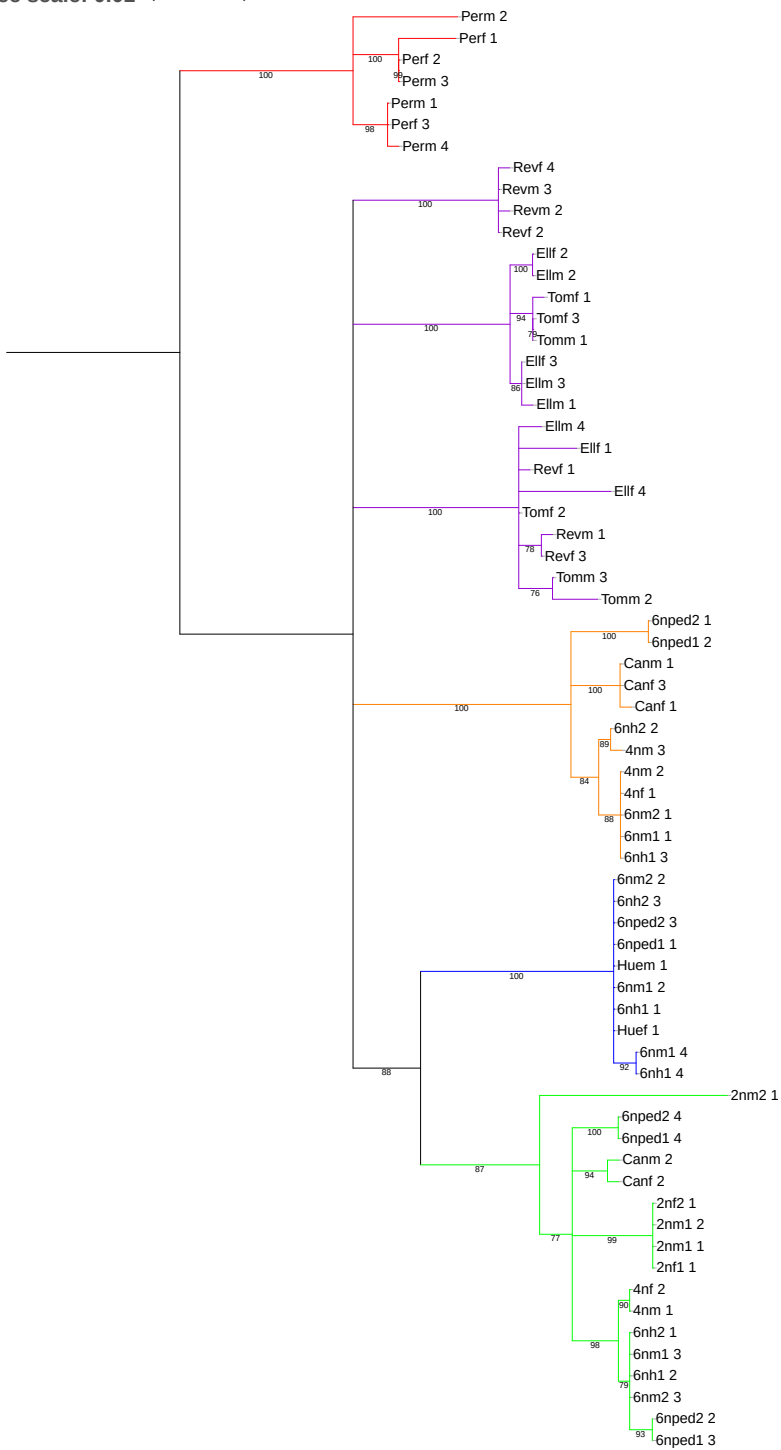 Perm 2
Perf 1
100
Perf 2
100
99
Perm 3
Perm 1
98
Perf 3
Perm 4
Revf 4
Revm 3
100
Revm 2
Revf 2
Ellf 2
100
Ellm 2
Tomf 1
94
Tomf 3
100
79
Tomm 1
Ellf 3
86
Ellm 3
Ellm 1
Ellm 4
Ellf 1
Revf 1
Ellf 4
100
Tomf 2
Revm 1
78
Revf 3
Tomm 3
76
Tomm 2
6nped2 1
100
6nped1 2
Canm 1
100
Canf 3
Canf 1
100
6nh2 2
89
4nm 3
4nm 2
84
4nf 1
88
6nm2 1
6nm1 1
6nh1 3
6nm2 2
6nh2 3
6nped2 3
6nped1 1
Huem 1
100
6nm1 2
6nh1 1
Huef 1
6nm1 4
92
6nh1 4
88
2nm2 1
6nped2 4
100
6nped1 4
Canm 2
87
94
Canf 2
2nf2 1
2nm1 2
77
99
2nm1 1
2nf1 1
4nf 2
90
4nm 1
6nh2 1
98
6nm1 3
6nh1 2
79
6nm2 3
6nped2 2
93
6nped1 3